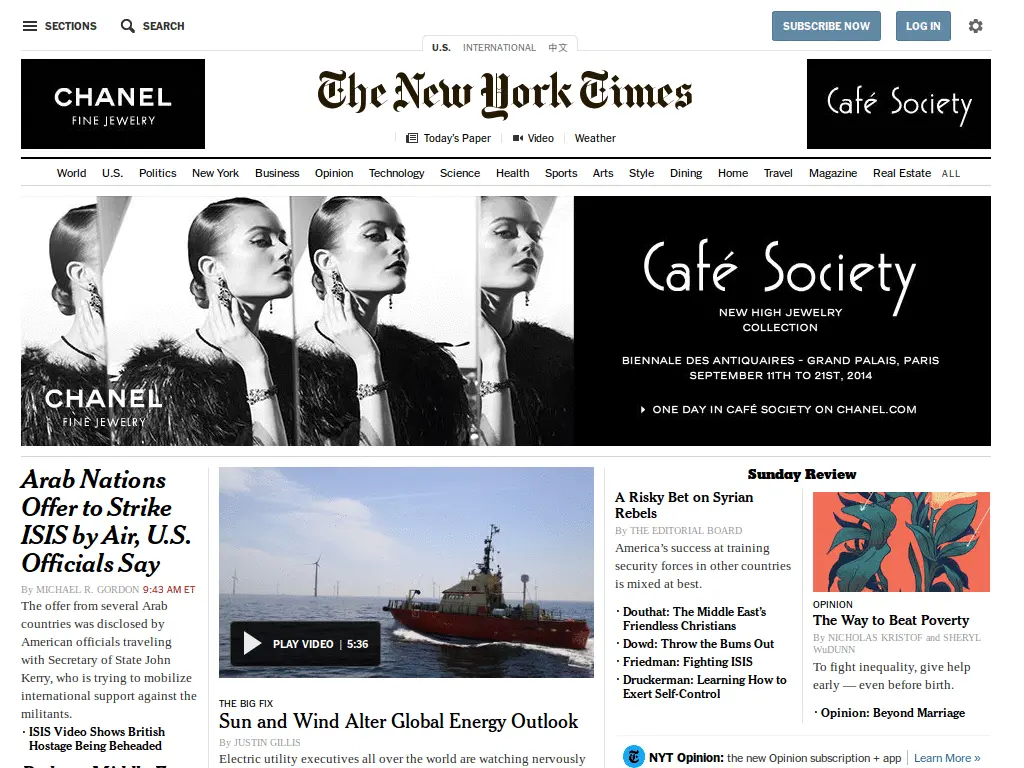 SECTIONS
SEARCH
SUBSCRIBE NOW
LOG IN
U.S.
INTERNATIONAL
中文
CHANEL
FINE JEWELRY
The New York Times
Café Society
Today's Paper
Video
Weather
World
U.S.
Politics
New York
Business
Opinion
Technology
Science
Health
Sports
Arts
Style
Dining
Home
Travel
Magazine
Real Estate
ALL
CHANEL
FINE JEWELRY
Café Society
NEW HIGH JEWELRY
COLLECTION
BIENNALE DES ANTIQUAIRES - GRAND PALAIS, PARIS
SEPTEMBER 11TH TO 21ST, 2014
ONE DAY IN CAFÉ SOCIETY ON CHANEL.COM
Arab Nations
Offer to Strike
ISIS by Air, U.S.
Officials Say
By MICHAEL R. GORDON 9:43 AM ET
The offer from several Arab
countries was disclosed by
American officials traveling
with Secretary of State John
Kerry, who is trying to mobilize
international support against the
militants.
· ISIS Video Shows British
Hostage Being Beheaded
PLAY VIDEO | 5:36
THE BIG FIX
Sun and Wind Alter Global Energy Outlook
By JUSTIN GILLIS
Electric utility executives all over the world are watching nervously
Sunday Review
A Risky Bet on Syrian
Rebels
By THE EDITORIAL BOARD
America's success at training
security forces in other countries
is mixed at best.
· Douthat: The Middle East's
Friendless Christians
· Dowd: Throw the Bums Out
· Friedman: Fighting ISIS
· Druckerman: Learning How to
Exert Self-Control
OPINION
The Way to Beat Poverty
By NICHOLAS KRISTOF and SHERYL
WuDUNN
To fight inequality, give help
early — even before birth.
· Opinion: Beyond Marriage
NYT Opinion: the new Opinion subscription + app
Learn More »